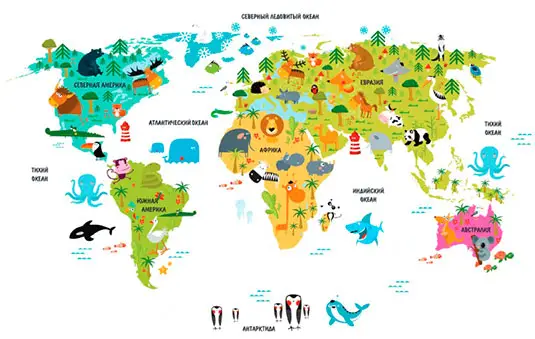 СЕВЕРНЫЙ ЛЕДОВИТЫЙ ОКЕАН
СЕВЕРНАЯ АМЕРИКА
ЕВРАЗИЯ
АТЛАНТИЧЕСКИЙ ОКЕАН
ТИХИЙ
ОКЕАН
АФРИКА
ТИХИЙ
ОКЕАН
ИНДИЙСКИЙ
ОКЕАН
ЮЖНАЯ
АМЕРИКА
АВСТРАЛИЯ
АНТАРКТИДА